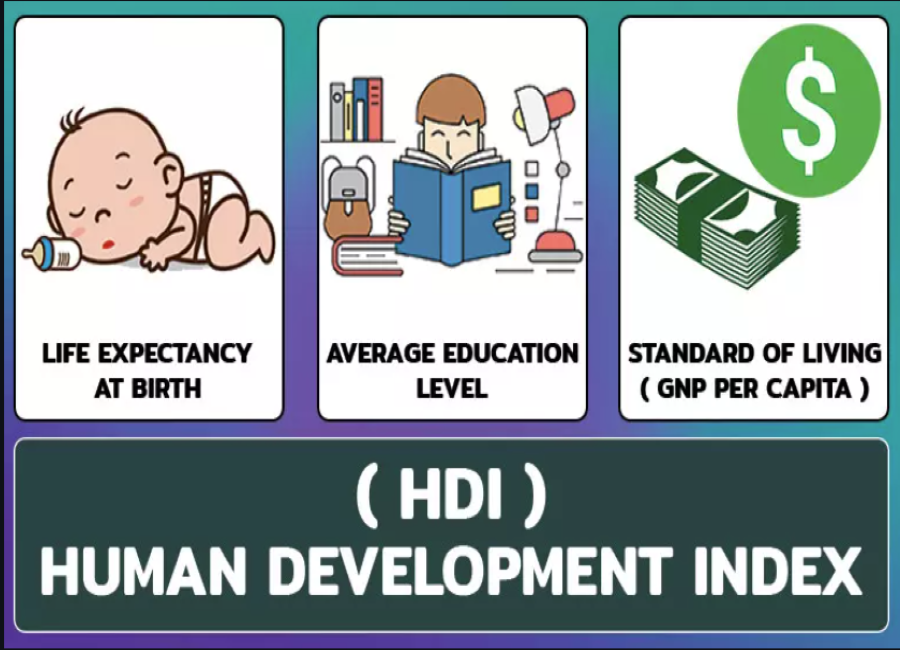 LIFE EXPECTANCY
AT BIRTH
AVERAGE EDUCATION
LEVEL
$
STANDARD OF LIVING
( GNP PER CAPITA )
( HDI )
HUMAN DEVELOPMENT INDEX